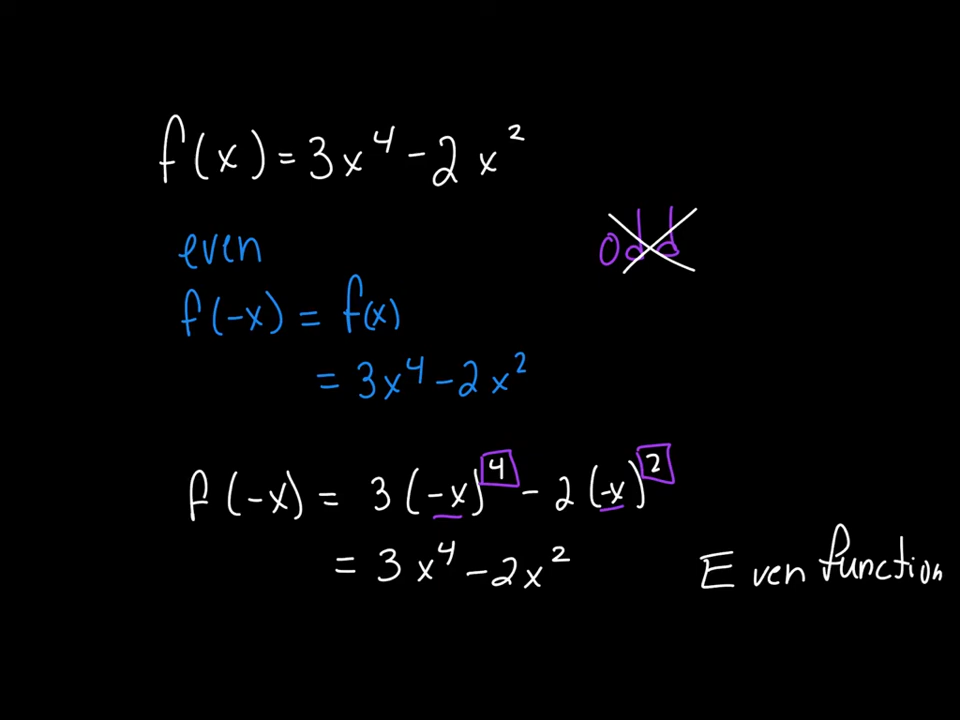 f(x) = 3x⁴ - 2x²
even
odd
f(-x) = f(x)
= 3x⁴ - 2x²
f(-x) = 3(-x)⁴ - 2(-x)²
= 3x⁴ - 2x²
Even function